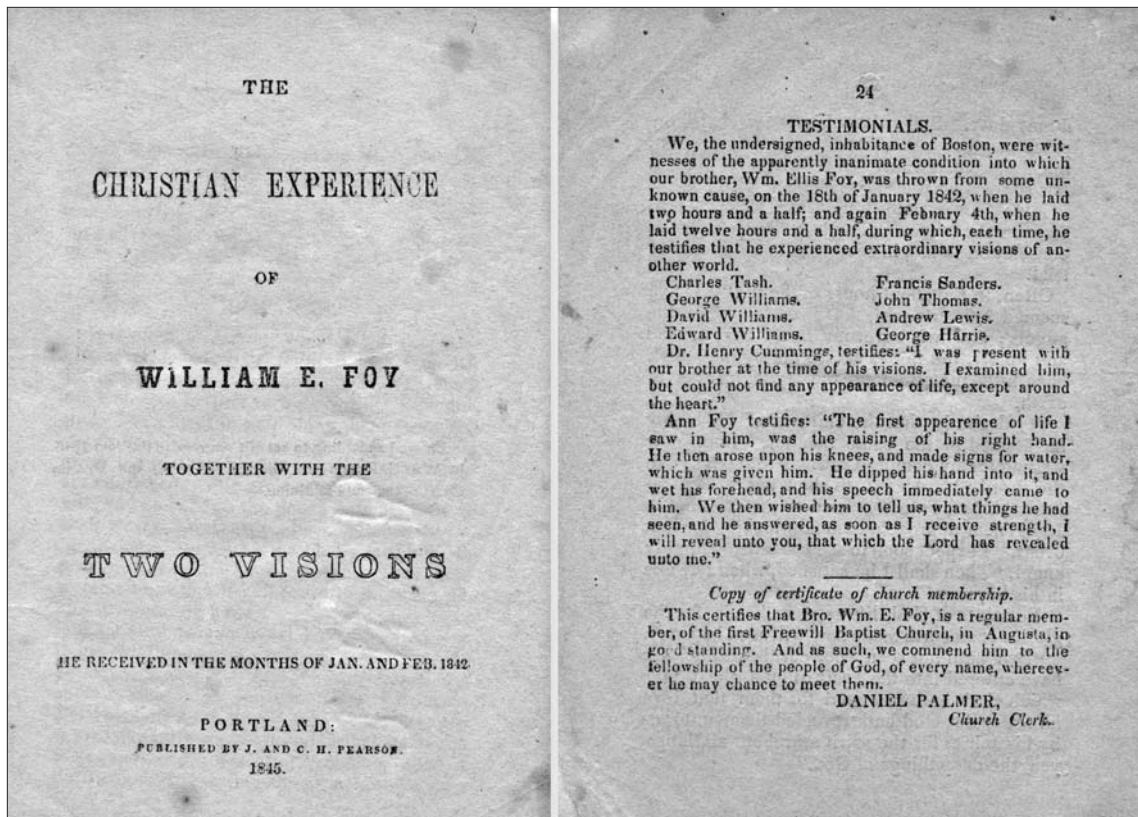 THE
CHRISTIAN EXPERIENCE
OF
WILLIAM E. FOY
TOGETHER WITH THE
TWO VISIONS
HE RECEIVED IN THE MONTHS OF JAN. AND FEB. 1842.
PORTLAND:
PUBLISHED BY J. AND C. H. PEARSON.
1845.
24
TESTIMONIALS.
We, the undersigned, inhabitance of Boston, were wit-
nesses of the apparently inanimate condition into which
our brother, Wm. Ellis Foy, was thrown from some un-
known cause, on the 18th of January 1842, when he laid
two hours and a half; and again Febuary 4th, when he
laid twelve hours and a half, during which, each time, he
testifies that he experienced extraordinary visions of an-
other world.
Charles Tash. Francis Sanders.
George Williams. John Thomas.
David Williams. Andrew Lewis.
Edward Williams. George Harris.
Dr. Henry Cummings, testifies: "I was present with
our brother at the time of his visions. I examined him,
but could not find any appearance of life, except around
the heart."
Ann Foy testifies: "The first appearence of life I
saw in him, was the raising of his right hand.
He then arose upon his knees, and made signs for water,
which was given him. He dipped his hand into it, and
wet his forehead, and his speech immediately came to
him. We then wished him to tell us, what things he had
seen, and he answered, as soon as I receive strength, i
will reveal unto you, that which the Lord has revealed
unto me."
Copy of certificate of church membership.
This certifies that Bro. Wm. E. Foy, is a regular mem-
ber, of the first Freewill Baptist Church, in Augusta, in
good standing. And as such, we commend him to the
fellowship of the people of God, of every name, whereev-
er he may chance to meet them.
DANIEL PALMER,
Church Clerk.